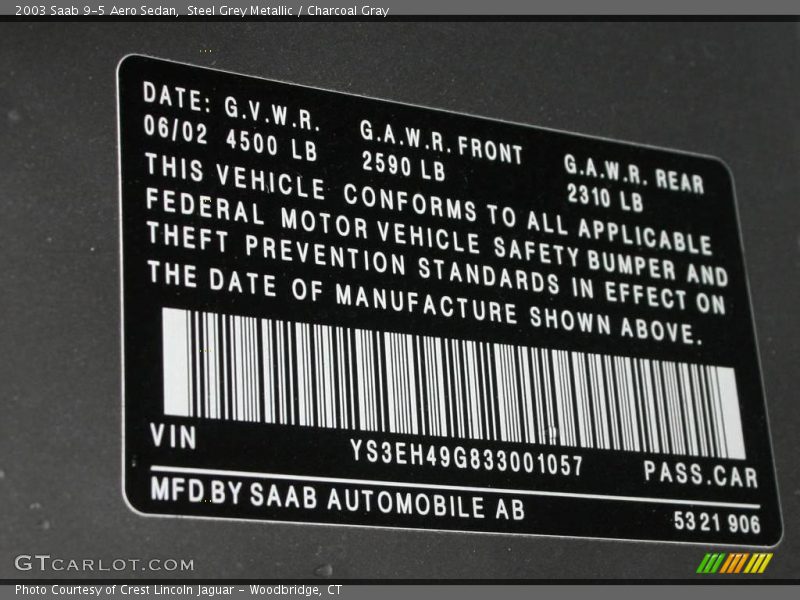 2003 Saab 9-5 Aero Sedan, Steel Grey Metallic / Charcoal Gray
DATE: G.V.W.R. G.A.W.R. FRONT G.A.W.R. REAR
06/02 4500 LB 2590 LB 2310 LB
THIS VEHICLE CONFORMS TO ALL APPLICABLE
FEDERAL MOTOR VEHICLE SAFETY BUMPER AND
THEFT PREVENTION STANDARDS IN EFFECT ON
THE DATE OF MANUFACTURE SHOWN ABOVE.
VIN YS3EH49G833001057 PASS.CAR
MFD.BY SAAB AUTOMOBILE AB 53 21 906
GTCARLOT.COM
Photo Courtesy of Crest Lincoln Jaguar - Woodbridge, CT